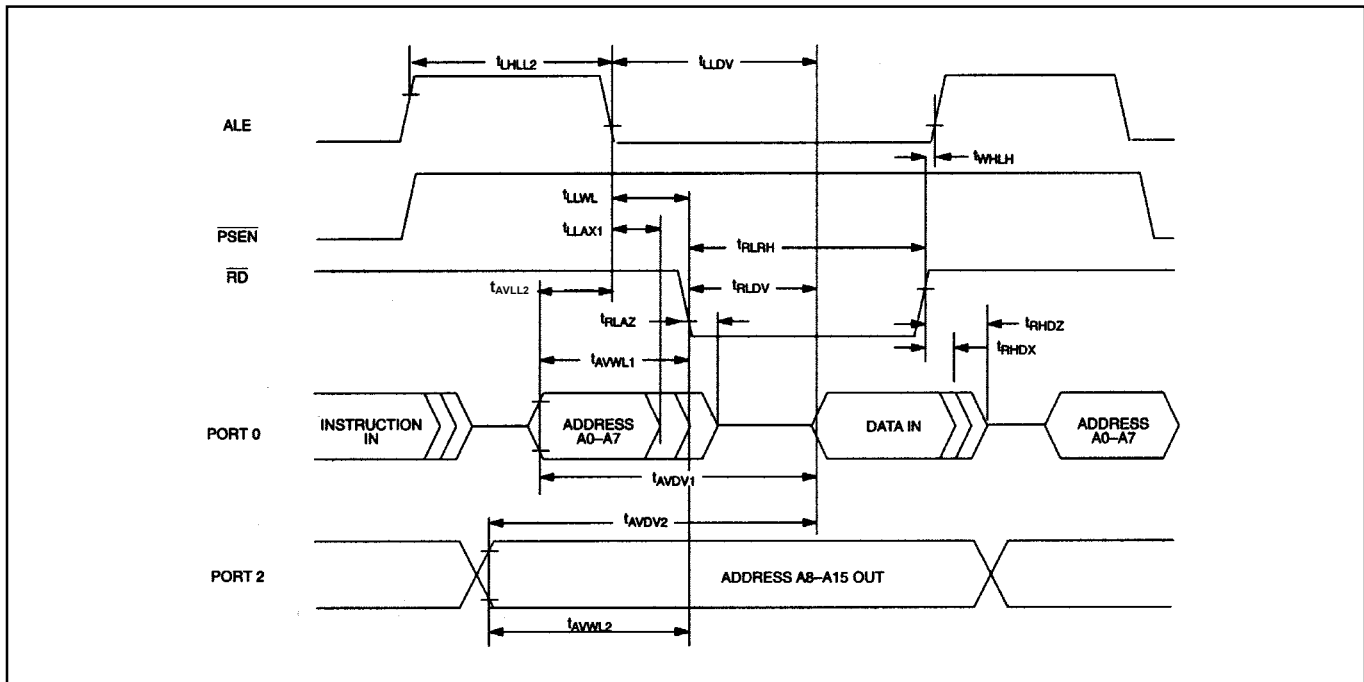 tLHLL2 tLLDV
ALE
tWHLH
tLLWL
tLLAX1
PSEN
tRLRH
RD
tAVLL2
tRLDV
tRLAZ
tRHDZ
tRHDX
tAVWL1
PORT 0
INSTRUCTION
IN
ADDRESS
A0–A7
DATA IN
ADDRESS
A0–A7
tAVDV1
tAVDV2
PORT 2
ADDRESS A8–A15 OUT
tAVWL2